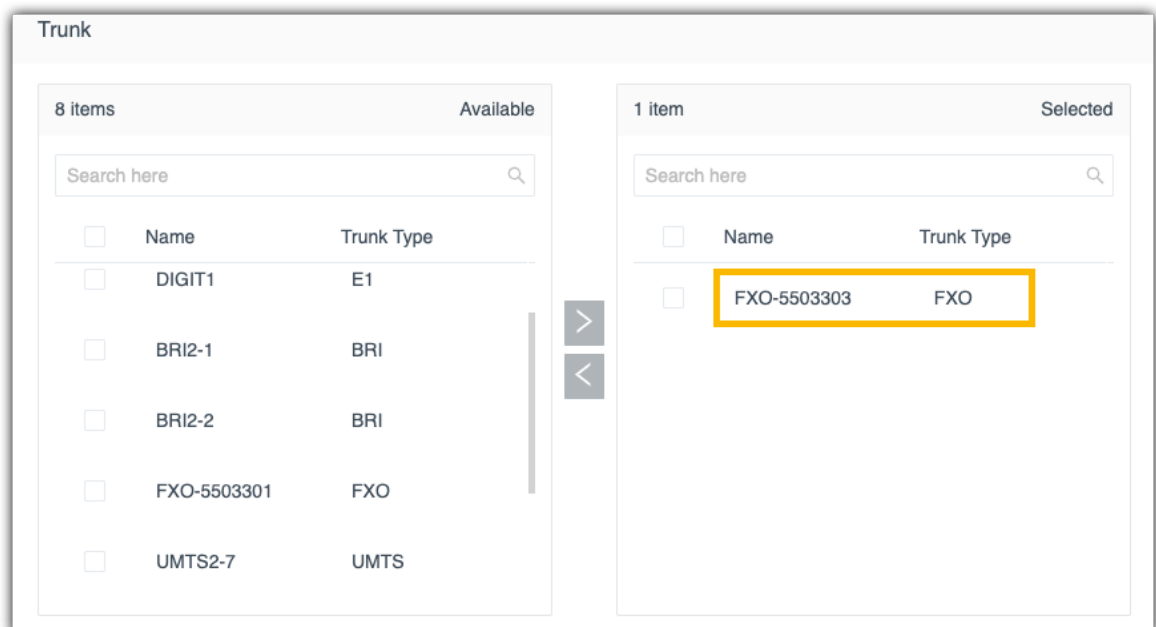 Trunk
8 items Available
Search here
Name Trunk Type
DIGIT1 E1
BRI2-1 BRI
BRI2-2 BRI
FXO-5503301 FXO
UMTS2-7 UMTS
1 item Selected
Search here
Name Trunk Type
FXO-5503303 FXO